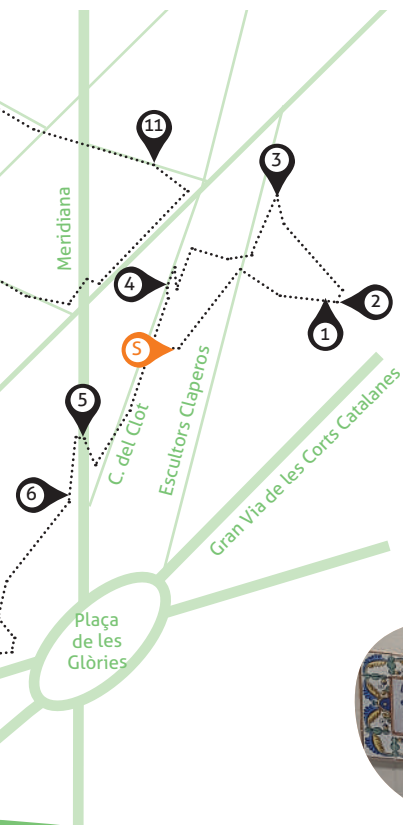 11
3
Meridiana
4
2
1
S
C. del Clot
Escultors Claperos
Gran Via de les Corts Catalanes
5
6
Plaça
de les
Glòries